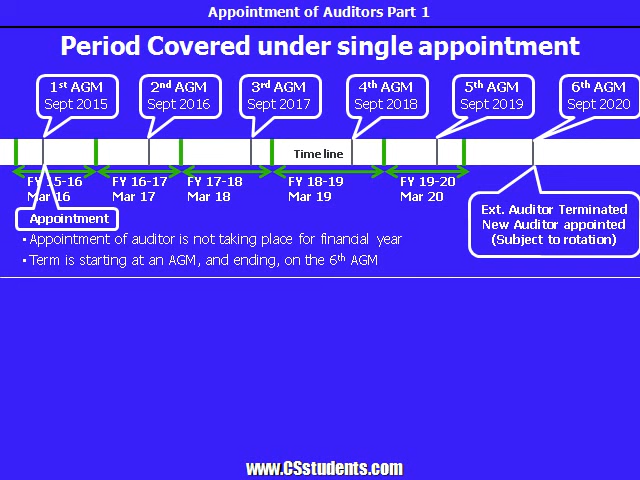 Appointment of Auditors Part 1
Period Covered under single appointment
1st AGM
Sept 2015
2nd AGM
Sept 2016
3rd AGM
Sept 2017
4th AGM
Sept 2018
5th AGM
Sept 2019
6th AGM
Sept 2020
Time line
FY 15-16
Mar 16
FY 16-17
Mar 17
FY 17-18
Mar 18
FY 18-19
Mar 19
FY 19-20
Mar 20
Appointment
Ext. Auditor Terminated
New Auditor appointed
(Subject to rotation)
• Appointment of auditor is not taking place for financial year
• Term is starting at an AGM, and ending, on the 6th AGM
www.CSstudents.com